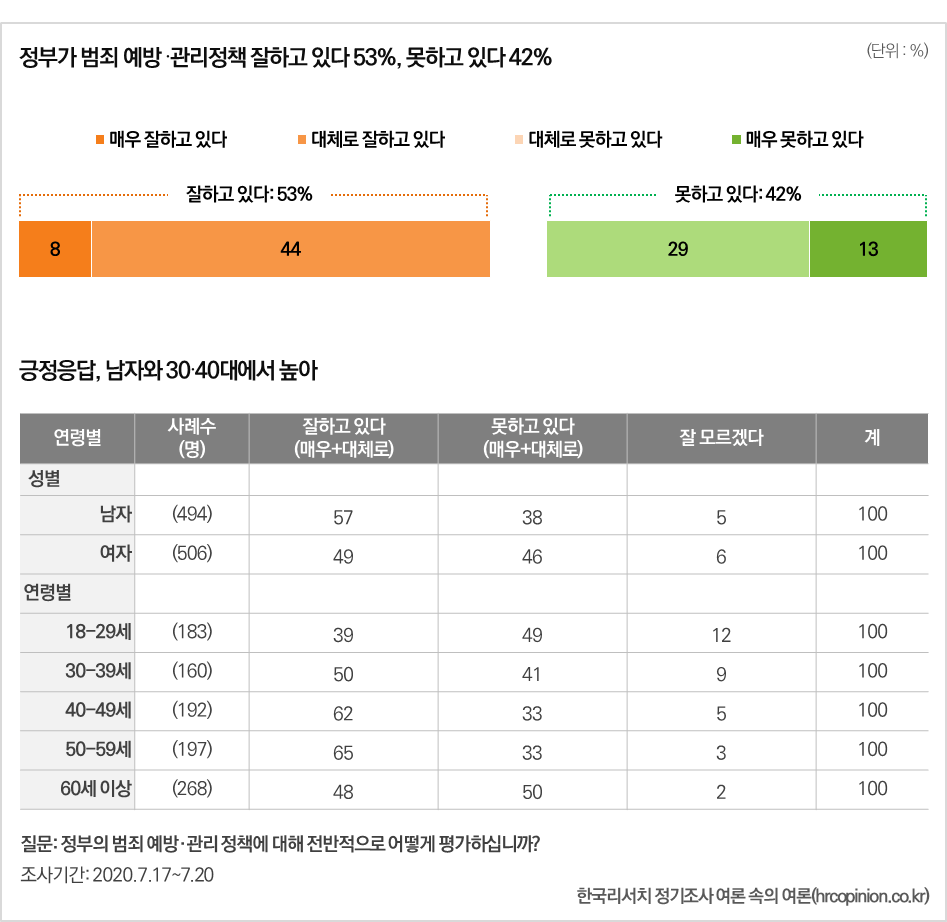 정부가 범죄 예방·관리정책 잘하고 있다 53%, 못하고 있다 42%
(단위 : %)
매우 잘하고 있다 대체로 잘하고 있다 대체로 못하고 있다 매우 못하고 있다
잘하고 있다: 53% 못하고 있다: 42%
8 44 29 13
긍정응답, 남자와 30·40대에서 높아
연령별 사례수 (명) 잘하고 있다 (매우+대체로) 못하고 있다 (매우+대체로) 잘 모르겠다 계
성별
남자 (494) 57 38 5 100
여자 (506) 49 46 6 100
연령별
18-29세 (183) 39 49 12 100
30-39세 (160) 50 41 9 100
40-49세 (192) 62 33 5 100
50-59세 (197) 65 33 3 100
60세 이상 (268) 48 50 2 100
질문: 정부의 범죄 예방·관리 정책에 대해 전반적으로 어떻게 평가하십니까?
조사기간: 2020.7.17~7.20
한국리서치 정기조사 여론 속의 여론(hrcopinion.co.kr)